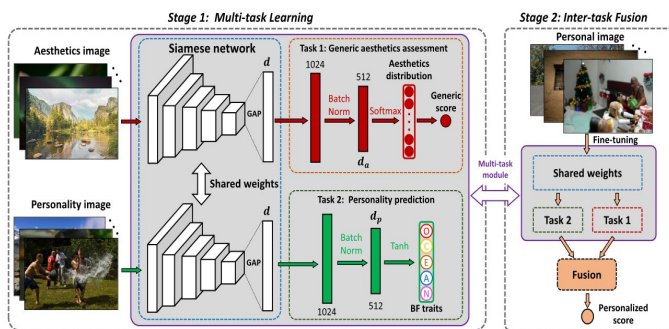 Stage 1: Multi-task Learning
Stage 2: Inter-task Fusion
Aesthetics image
Siamese network
d
GAP
Shared weights
d
GAP
Personality image
Task 1: Generic aesthetics assessment
1024
Batch
Norm
512
d_a
Softmax
Aesthetics
distribution
Generic
score
Task 2: Personality prediction
1024
Batch
Norm
d_p
512
Tanh
O
C
E
A
N
BF traits
Multi-task
module
Personal image
Fine-tuning
Shared weights
Task 2
Task 1
Fusion
Personalized
score